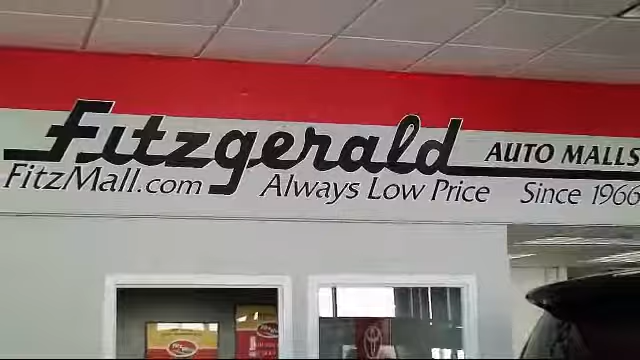 Fitzgerald AUTO MALLS
FitzMall.com Always Low Price Since 1966